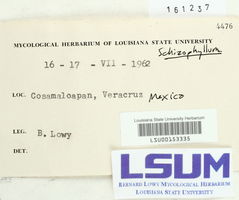 161237
4476
MYCOLOGICAL HERBARIUM OF LOUISIANA STATE UNIVERSITY
Schizophyllum
16 - 17 - VII - 1962
LOC. Cosamaloapan, Veracruz Mexico
Louisiana State University Herbarium
LSU00153335
LEG. B. Lowy
DET.
LSUM
BERNARD LOWY MYCOLOGICAL HERBARIUM
LOUISIANA STATE UNIVERSITY